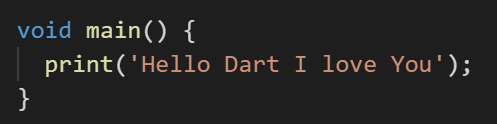 void main() {
  print('Hello Dart I love You');
}